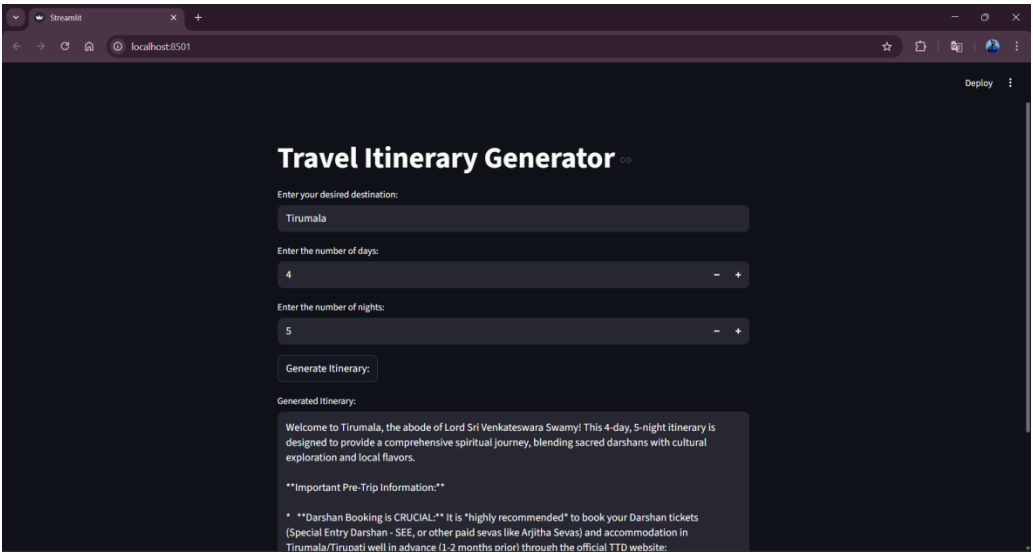 Streamlit
localhost:8501
Deploy
Travel Itinerary Generator
Enter your desired destination:
Tirumala
Enter the number of days:
4
Enter the number of nights:
5
Generate Itinerary:
Generated Itinerary:
Welcome to Tirumala, the abode of Lord Sri Venkateswara Swamy! This 4-day, 5-night itinerary is
designed to provide a comprehensive spiritual journey, blending sacred darshans with cultural
exploration and local flavors.
**Important Pre-Trip Information:**
* **Darshan Booking is CRUCIAL:** It is *highly recommended* to book your Darshan tickets
(Special Entry Darshan - SEE, or other paid sevas like Arjitha Sevas) and accommodation in
Tirumala/Tirupati well in advance (1-2 months prior) through the official TTD website: